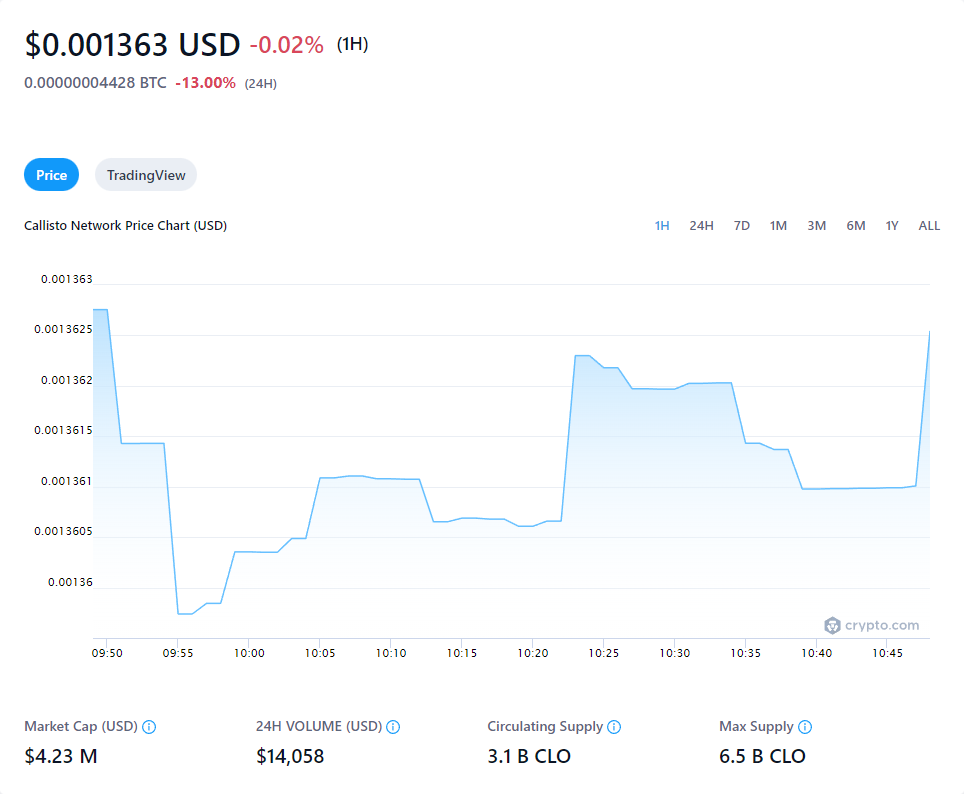 $0.001363 USD -0.02% (1H)
0.00000004428 BTC -13.00% (24H)
Price TradingView
Callisto Network Price Chart (USD) 1H 24H 7D 1M 3M 6M 1Y ALL
0.001363
0.0013625
0.001362
0.0013615
0.001361
0.0013605
0.00136
crypto.com
09:50 09:55 10:00 10:05 10:10 10:15 10:20 10:25 10:30 10:35 10:40 10:45
Market Cap (USD) 24H VOLUME (USD) Circulating Supply Max Supply
$4.23 M $14,058 3.1 B CLO 6.5 B CLO